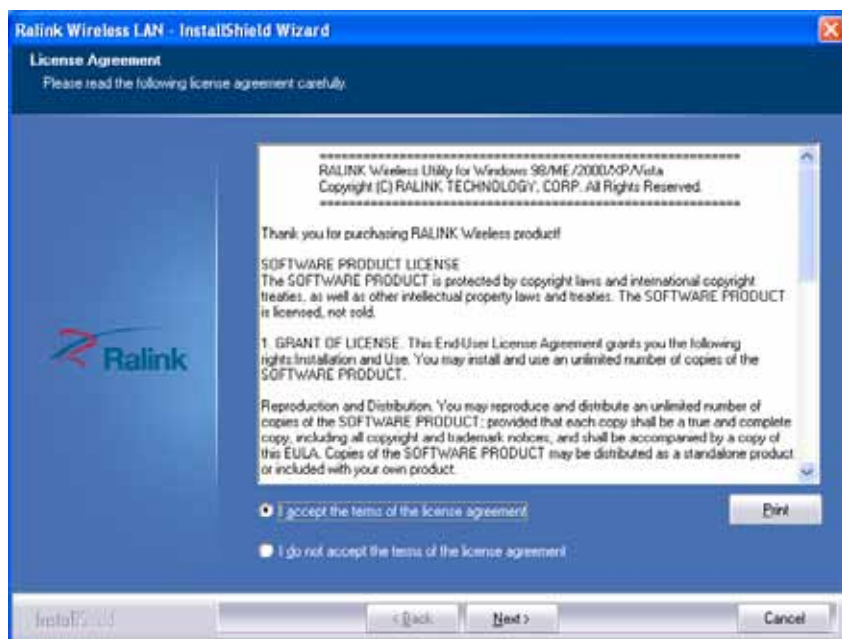 Ralink Wireless LAN - InstallShield Wizard
License Agreement
Please read the following license agreement carefully.
==========================================================
RALINK Wireless Utility for Windows 98/ME/2000/XP/Vista
Copyright (C) RALINK TECHNOLOGY, CORP. All Rights Reserved.
==========================================================
Thank you for purchasing RALINK Wireless product!
SOFTWARE PRODUCT LICENSE
The SOFTWARE PRODUCT is protected by copyright laws and international copyright
treaties, as well as other intellectual property laws and treaties. The SOFTWARE PRODUCT
is licensed, not sold.
1. GRANT OF LICENSE. This End-User License Agreement grants you the following
rights:Installation and Use. You may install and use an unlimited number of copies of the
SOFTWARE PRODUCT.
Reproduction and Distribution. You may reproduce and distribute an unlimited number of
copies of the SOFTWARE PRODUCT; provided that each copy shall be a true and complete
copy, including all copyright and trademark notices, and shall be accompanied by a copy of
this EULA. Copies of the SOFTWARE PRODUCT may be distributed as a standalone product
or included with your own product.
Ralink
I accept the terms of the license agreement
Print
I do not accept the terms of the license agreement
InstallShield
< Back
Next >
Cancel